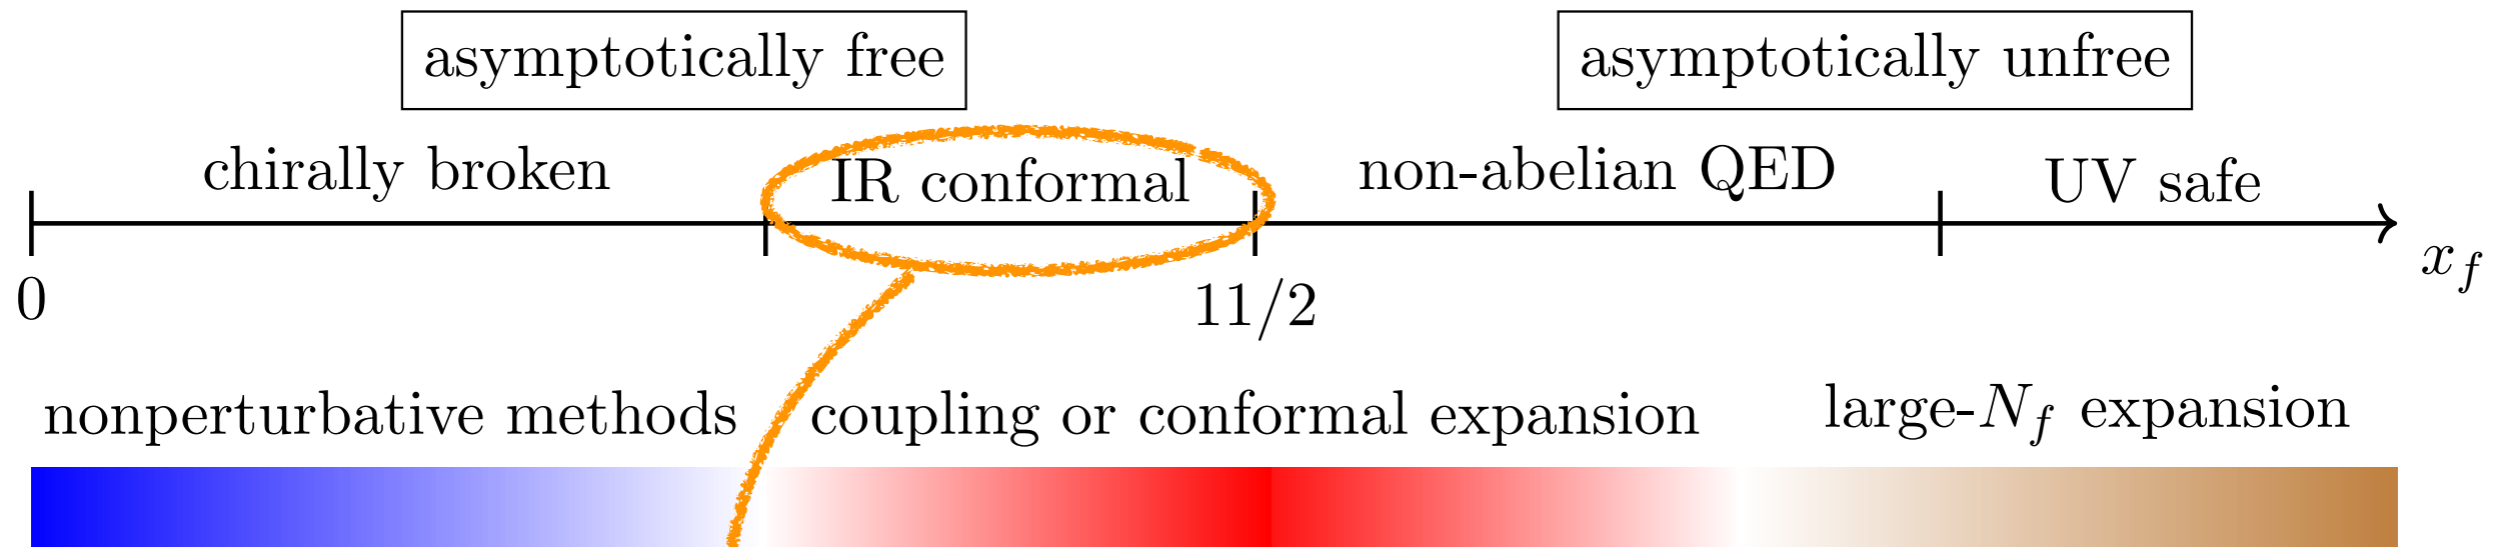 asymptotically free asymptotically unfree
chirally broken IR conformal non-abelian QED UV safe
0 11/2 x_f
nonperturbative methods coupling or conformal expansion large-N_f expansion